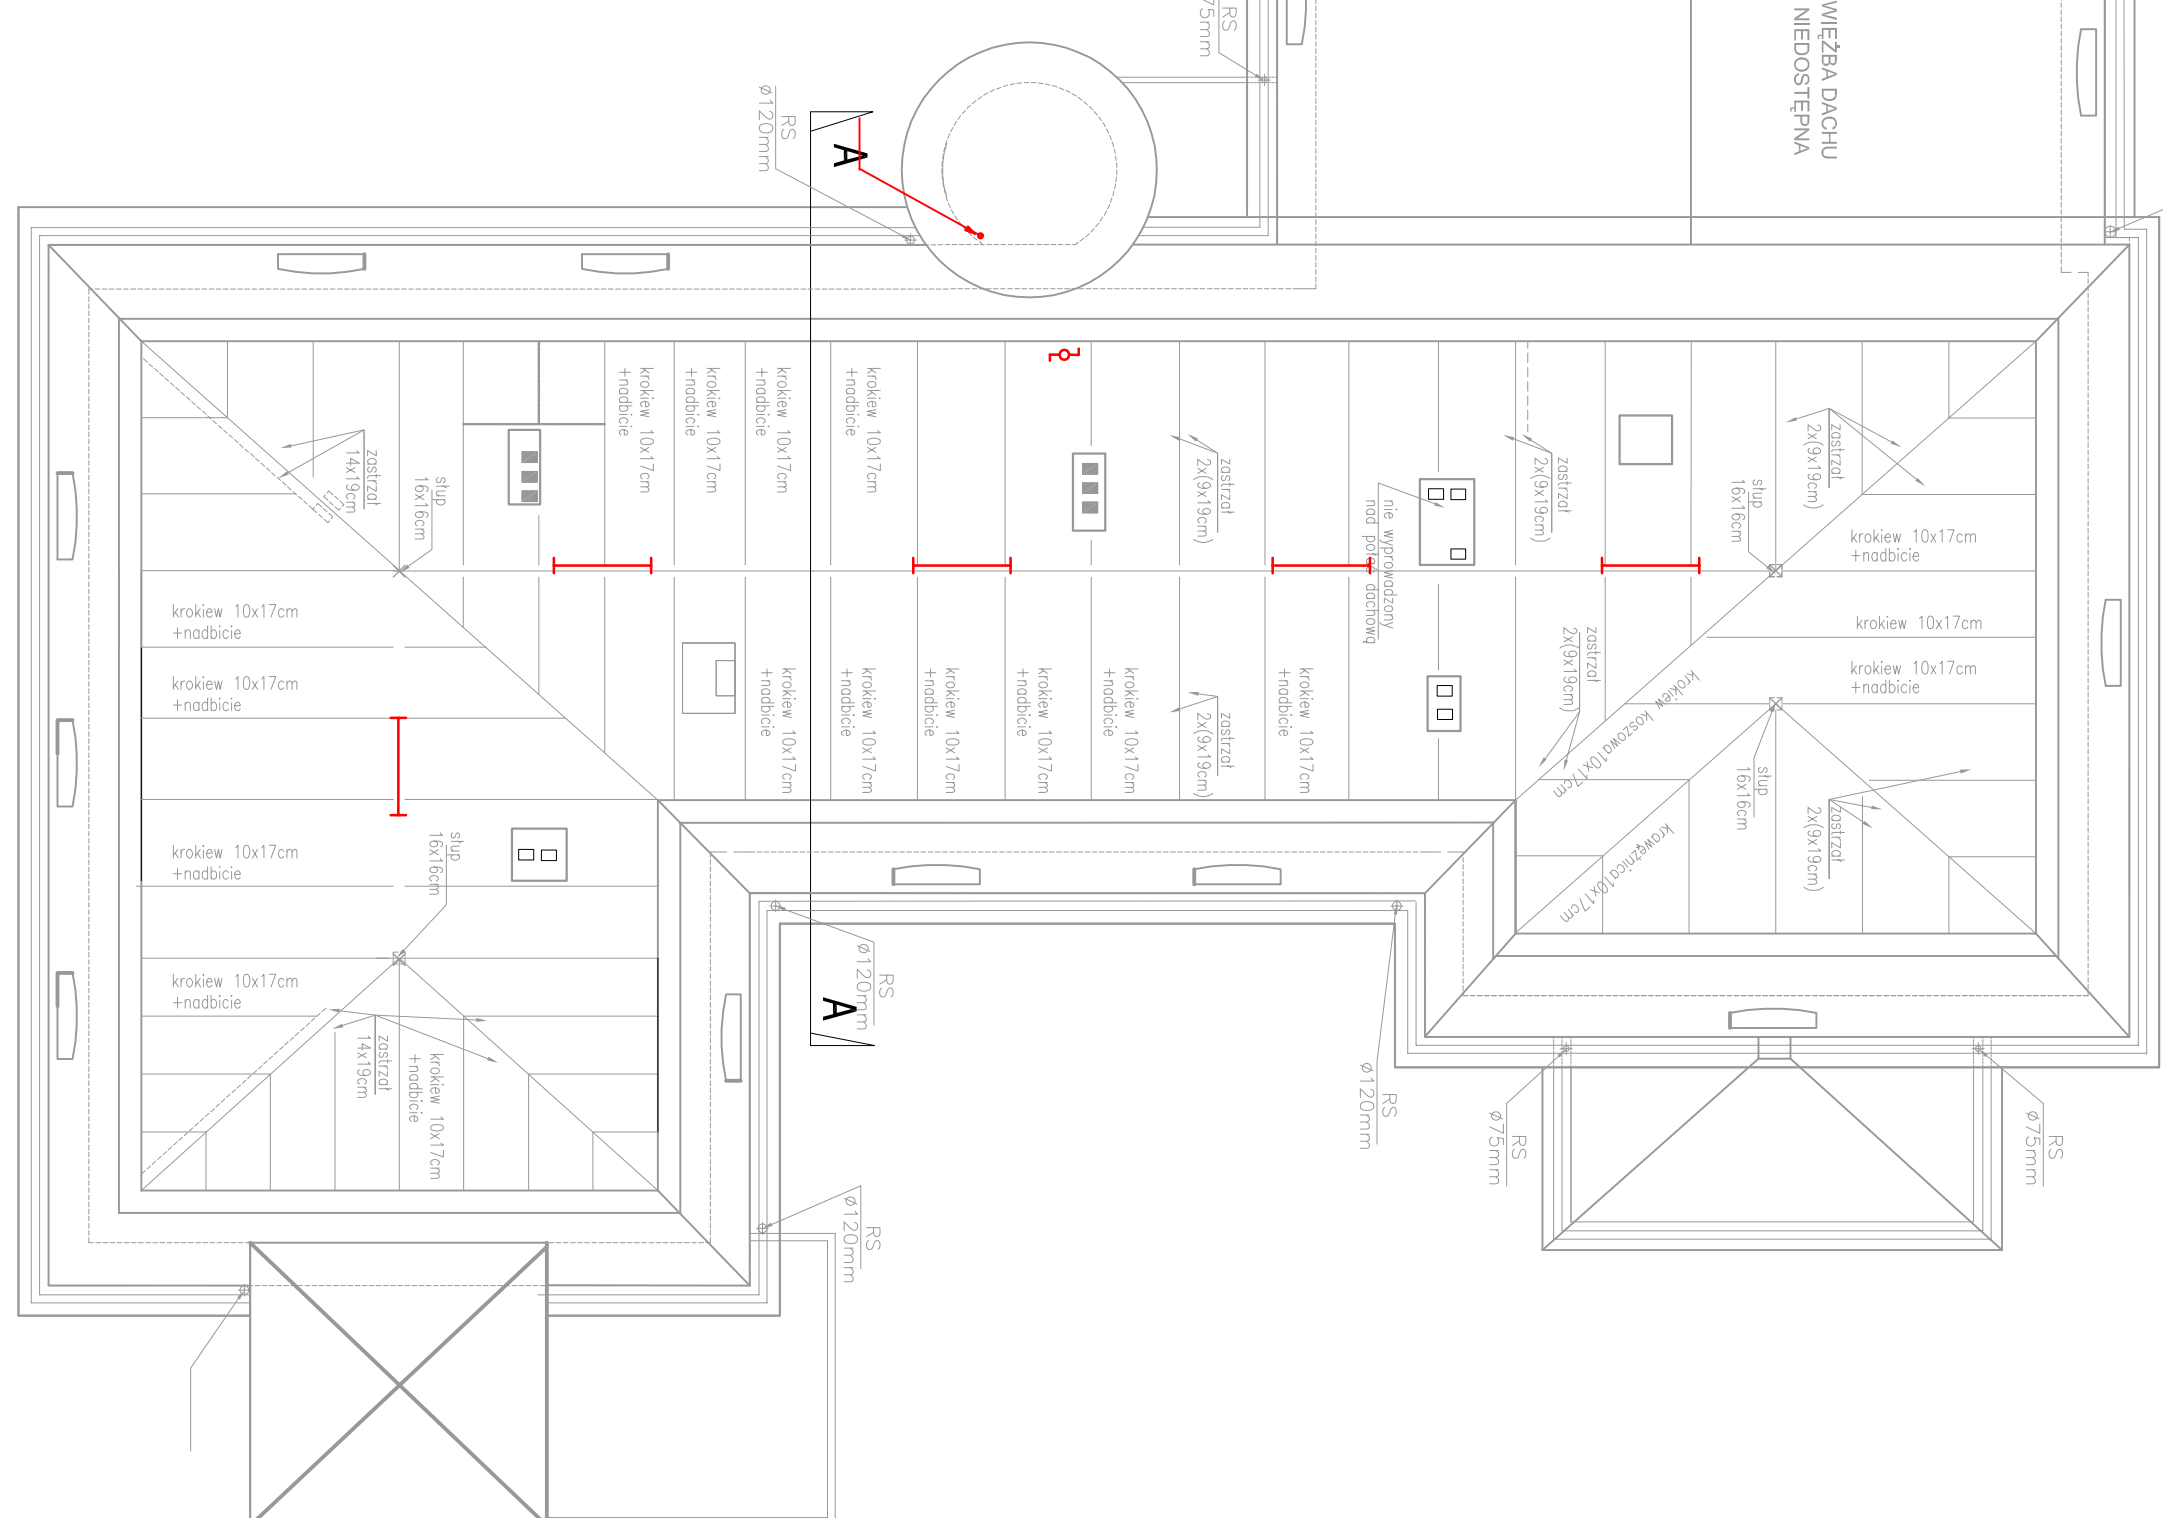 WIĘŹBA DACHU
NIEDOSTĘPNA
RS
75mm
RS
Ø120mm
A
krokiew 10x17cm
+nadbicie
krokiew 10x17cm
+nadbicie
krokiew 10x17cm
+nadbicie
krokiew 10x17cm
+nadbicie
zastrzał
14x19cm
słup
16x16cm
zastrzał
2x(9x19cm)
nie wyprowadzony
nad połać dachową
zastrzał
2x(9x19cm)
słup
16x16cm
zastrzał
2x(9x19cm)
krokiew 10x17cm
+nadbicie
krokiew 10x17cm
krokiew 10x17cm
+nadbicie
krokiew 10x17cm
+nadbicie
krokiew 10x17cm
+nadbicie
krokiew 10x17cm
+nadbicie
krokiew 10x17cm
+nadbicie
krokiew 10x17cm
+nadbicie
krokiew 10x17cm
+nadbicie
krokiew 10x17cm
+nadbicie
krokiew 10x17cm
+nadbicie
zastrzał
2x(9x19cm)
krokiew 10x17cm
+nadbicie
zastrzał
2x(9x19cm)
krokiew koszowa
10x17cm
krawężnica
10x17cm
słup
16x16cm
zastrzał
2x(9x19cm)
krokiew 10x17cm
+nadbicie
słup
16x16cm
krokiew 10x17cm
+nadbicie
zastrzał
14x19cm
krokiew 10x17cm
+nadbicie
RS
Ø120mm
A
RS
Ø120mm
RS
Ø75mm
RS
Ø75mm
RS
Ø120mm